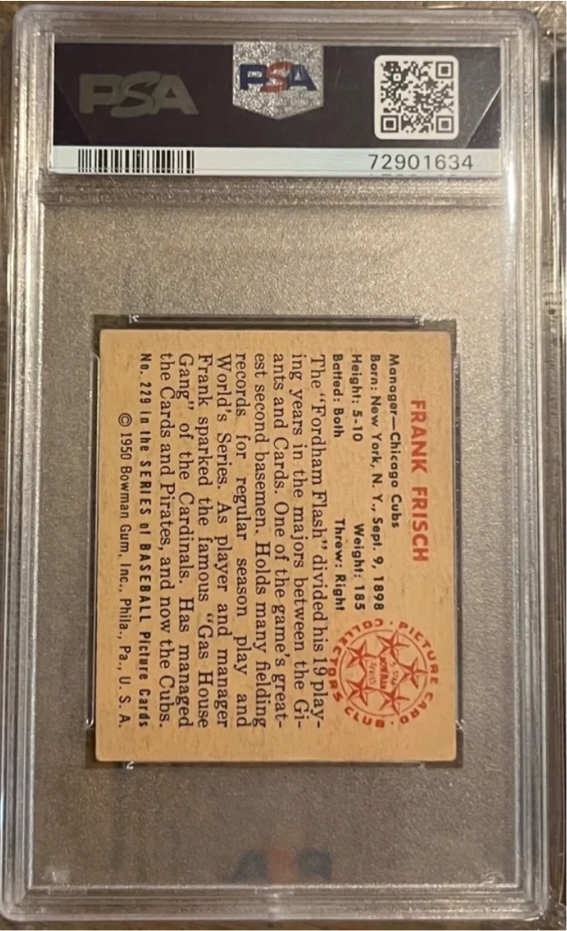 PSA
PSA
72901634
FRANK FRISCH
Manager—Chicago Cubs
Born: New York, N. Y., Sept. 9, 1898
Height: 5-10 Weight: 185
Batted: Both Threw: Right
The "Fordham Flash" divided his 19 play-
ing years in the majors between the Gi-
ants and Cards. One of the game's great-
est second basemen. Holds many fielding
records for regular season play and
World's Series. As player and manager
Frank sparked the famous "Gas House
Gang" of the Cardinals. Has managed
the Cards and Pirates, and now the Cubs.
No. 229 in the SERIES of BASEBALL Picture Cards
© 1950 Bowman Gum, Inc., Phila., Pa., U. S. A.
PICTURE CARD
COLLECTORS CLUB
5 STAR
BOWMAN
PSA